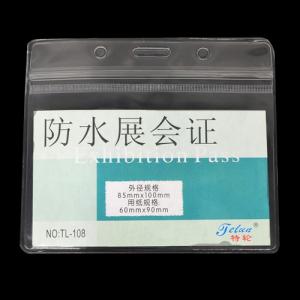 防水展会证
Exhibition Pass
外径规格
85mmx100mm
用纸规格
60mmx90mm
NO:TL-108
特轮